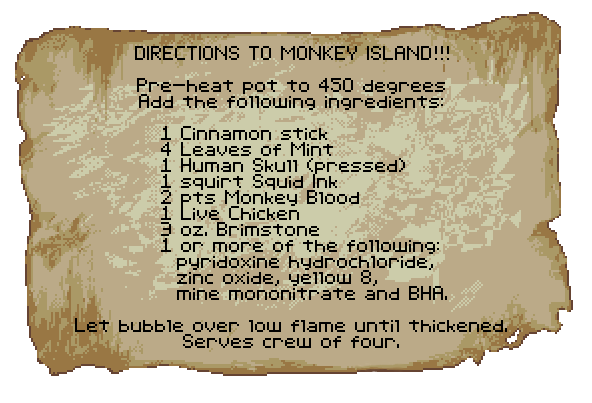 DIRECTIONS TO MONKEY ISLAND!!!
Pre-heat pot to 450 degrees
Add the following ingredients:
1 Cinnamon stick
4 Leaves of Mint
1 Human Skull (pressed)
1 squirt Squid Ink
2 pts Monkey Blood
1 Live Chicken
3 oz. Brimstone
1 or more of the following:
pyridoxine hydrochloride,
zinc oxide, yellow 8,
mine mononitrate and BHA.
Let bubble over low flame until thickened.
Serves crew of four.